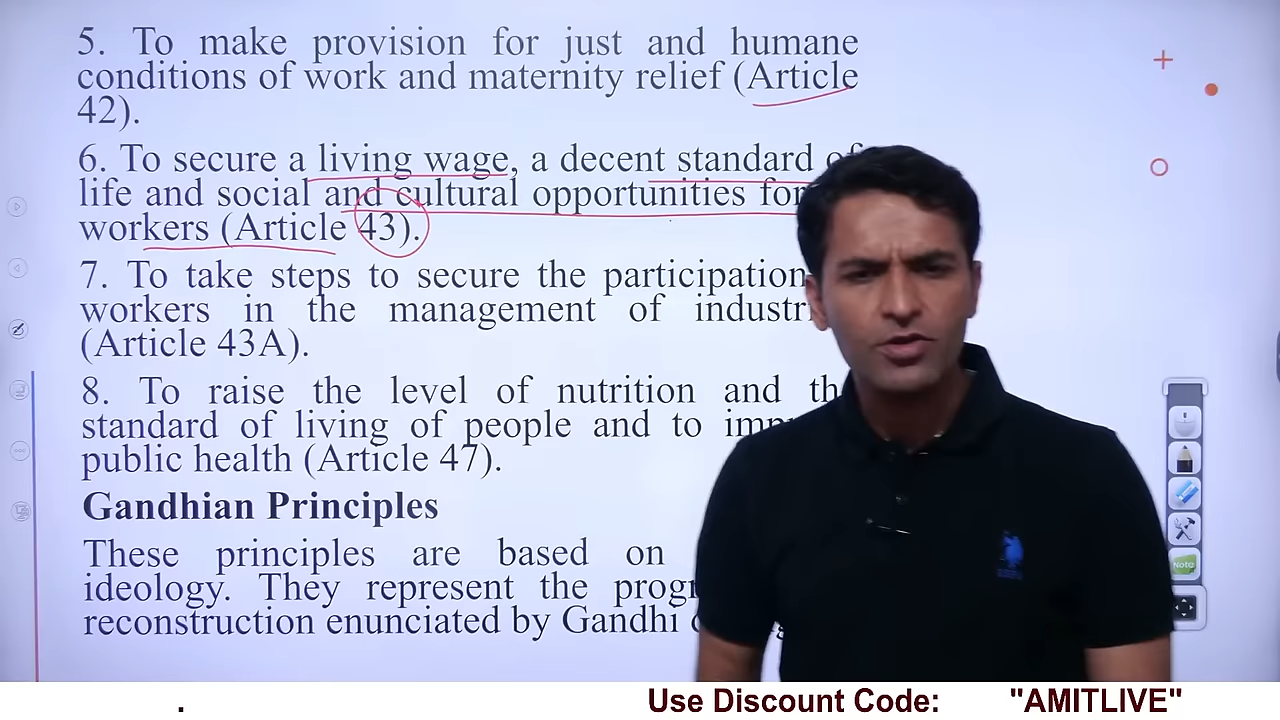 5. To make provision for just and humane
conditions of work and maternity relief (Article
42).
6. To secure a living wage, a decent standard of
life and social and cultural opportunities for
workers (Article 43).
7. To take steps to secure the participation
workers in the management of
(Article 43A).
8. To raise the level of nutrition and
standard of living of people and to
public health (Article 47).
Gandhian Principles
These principles are based on
ideology. They represent the
reconstruction enunciated by Gandhi
Note
. Use Discount Code: "AMITLIVE"